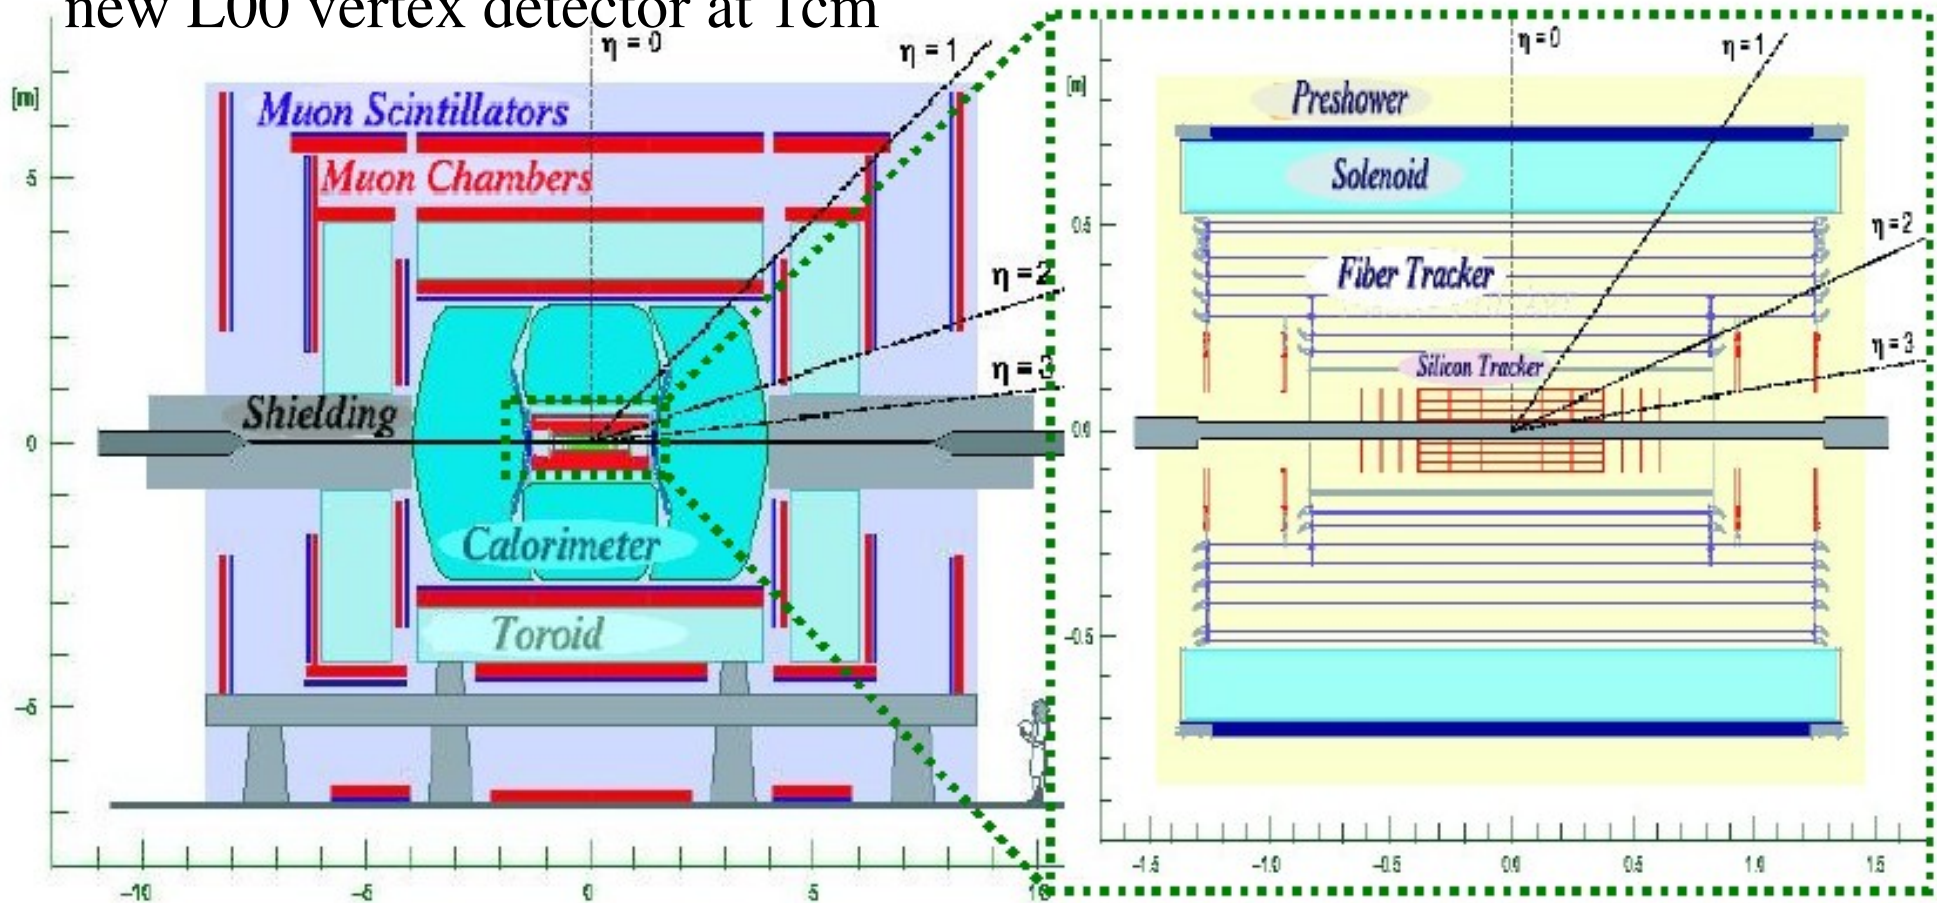 new L00 vertex detector at 1cm
η = 0
η = 1
[m]
Muon Scintillators
Muon Chambers
5
η = 2
η = 3
Shielding
0
Calorimeter
Toroid
-5
-10
-5
0
5
10
η = 0
η = 1
[m]
Preshower
Solenoid
0.5
η = 2
Fiber Tracker
η = 3
Silicon Tracker
0.0
-0.5
-1.5
-1.0
-0.5
0.0
0.5
1.0
1.5